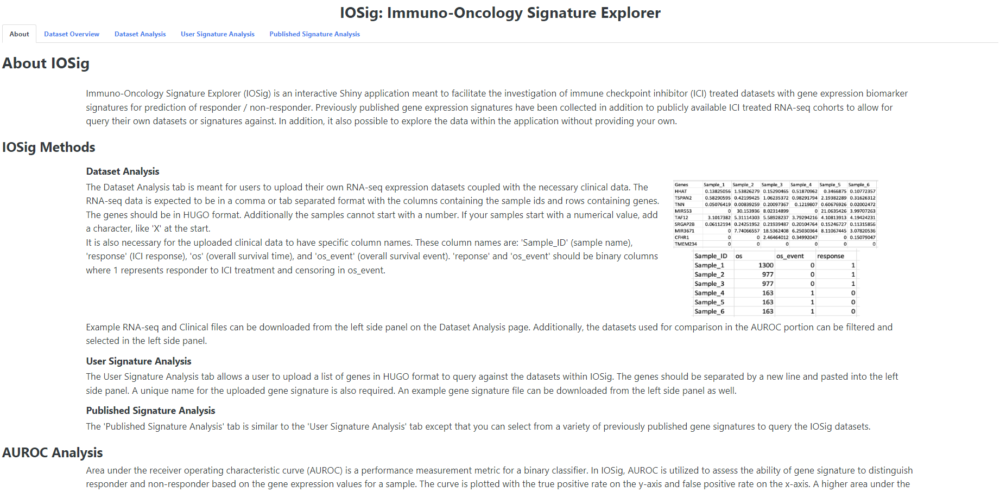 IOSig: Immuno-Oncology Signature Explorer
About Dataset Overview Dataset Analysis User Signature Analysis Published Signature Analysis
About IOSig
Immuno-Oncology Signature Explorer (IOSig) is an interactive Shiny application meant to facilitate the investigation of immune checkpoint inhibitor (ICI) treated datasets with gene expression biomarker
signatures for prediction of responder / non-responder. Previously published gene expression signatures have been collected in addition to publicly available ICI treated RNA-seq cohorts to allow for
query their own datasets or signatures against. In addition, it also possible to explore the data within the application without providing your own.
IOSig Methods
Dataset Analysis
The Dataset Analysis tab is meant for users to upload their own RNA-seq expression datasets coupled with the necessary clinical data. The
RNA-seq data is expected to be in a comma or tab separated format with the columns containing the sample ids and rows containing genes.
The genes should be in HUGO format. Additionally the samples cannot start with a number. If your samples start with a numerical value, add
a character, like 'X' at the start.
It is also necessary for the uploaded clinical data to have specific column names. These column names are: 'Sample_ID' (sample name),
'response' (ICI response), 'os' (overall survival time), and 'os_event' (overall survival event). 'reponse' and 'os_event' should be binary columns
where 1 represents responder to ICI treatment and censoring in os_event.
Genes Sample_1 Sample_2 Sample_3 Sample_4 Sample_5 Sample_6
HHAT 0.13825056 1.53826279 0.15290465 0.51870962 0.3466875 0.10772357
TSPAN2 0.58290595 0.42199425 1.06235372 0.98291794 2.19382289 0.31626312
TNN 0.05076419 0.00839259 0.20097367 0.1219807 0.60676926 0.02002472
MIR553 0 30.153936 8.02314899 0 21.0635426 3.99707263
TAF12 3.1017382 5.31114303 5.58928237 3.79294216 4.10813913 4.19424231
SRGAP2B 0.06112194 0.24251952 0.21939487 0.20104764 0.15246727 0.11315856
MIR3671 0 7.74066557 18.5362408 6.25030364 8.11067445 3.07820536
CFHR1 0 0 2.46464012 0.34992047 0 0.15079047
TMEM234 0 0 0 0 0 0
Sample_ID os os_event response
Sample_1 1300 0 1
Sample_2 977 0 1
Sample_3 977 0 1
Sample_4 163 1 0
Sample_5 163 1 0
Sample_6 163 1 0
Example RNA-seq and Clinical files can be downloaded from the left side panel on the Dataset Analysis page. Additionally, the datasets used for comparison in the AUROC portion can be filtered and
selected in the left side panel.
User Signature Analysis
The User Signature Analysis tab allows a user to upload a list of genes in HUGO format to query against the datasets within IOSig. The genes should be separated by a new line and pasted into the left
side panel. A unique name for the uploaded gene signature is also required. An example gene signature file can be downloaded from the left side panel as well.
Published Signature Analysis
The 'Published Signature Analysis' tab is similar to the 'User Signature Analysis' tab except that you can select from a variety of previously published gene signatures to query the IOSig datasets.
AUROC Analysis
Area under the receiver operating characteristic curve (AUROC) is a performance measurement metric for a binary classifier. In IOSig, AUROC is utilized to assess the ability of gene signature to distinguish
responder and non-responder based on the gene expression values for a sample. The curve is plotted with the true positive rate on the y-axis and false positive rate on the x-axis. A higher area under the